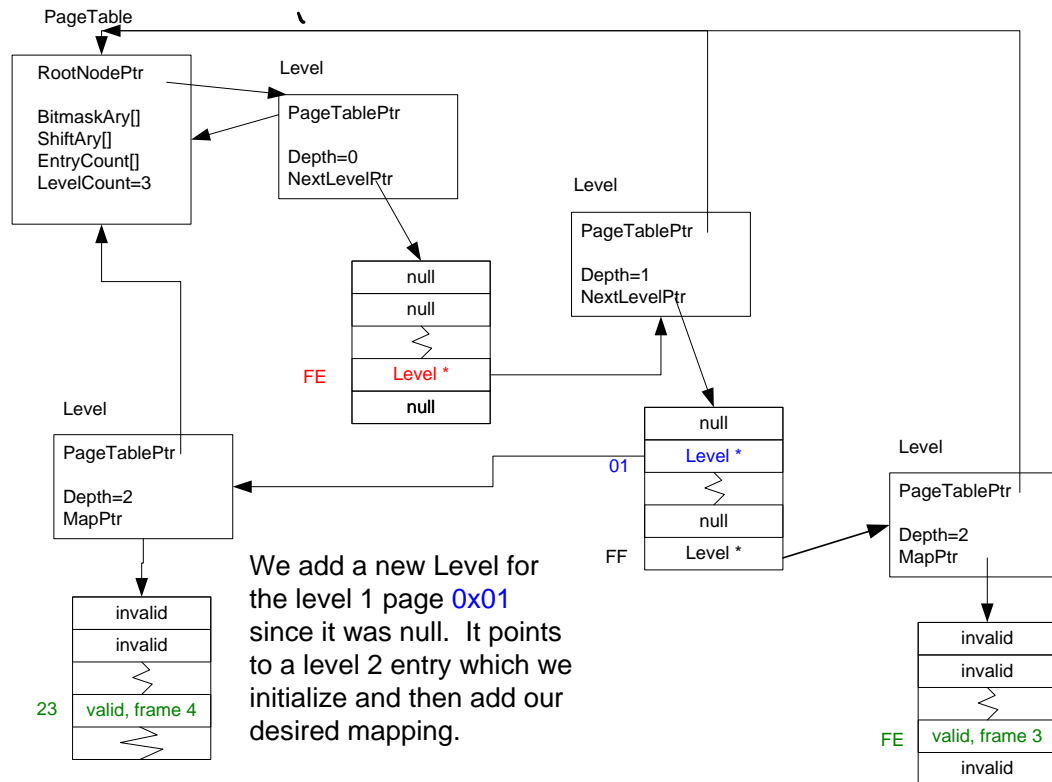 PageTable
RootNodePtr
BitmaskAry[]
ShiftAry[]
EntryCount[]
LevelCount=3
Level
PageTablePtr
Depth=0
NextLevelPtr
null
null
FE
Level *
null
Level
PageTablePtr
Depth=1
NextLevelPtr
null
01
Level *
null
FF
Level *
Level
PageTablePtr
Depth=2
MapPtr
invalid
invalid
23
valid, frame 4
We add a new Level for
the level 1 page 0x01
since it was null. It points
to a level 2 entry which we
initialize and then add our
desired mapping.
Level
PageTablePtr
Depth=2
MapPtr
invalid
invalid
FE
valid, frame 3
invalid